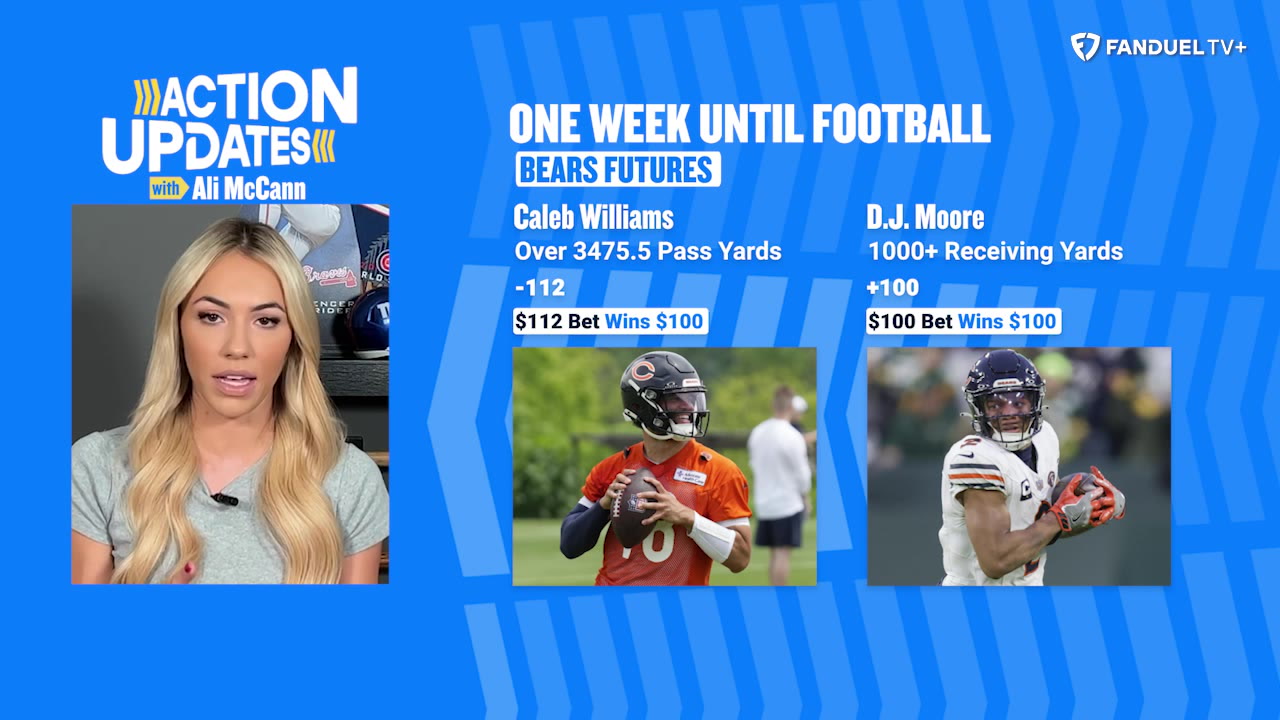 FANDUEL TV+
ACTION
UPDATES
with Ali McCann
ONE WEEK UNTIL FOOTBALL
BEARS FUTURES
Caleb Williams
Over 3475.5 Pass Yards
-112
$112 Bet Wins $100
D.J. Moore
1000+ Receiving Yards
+100
$100 Bet Wins $100
Braves